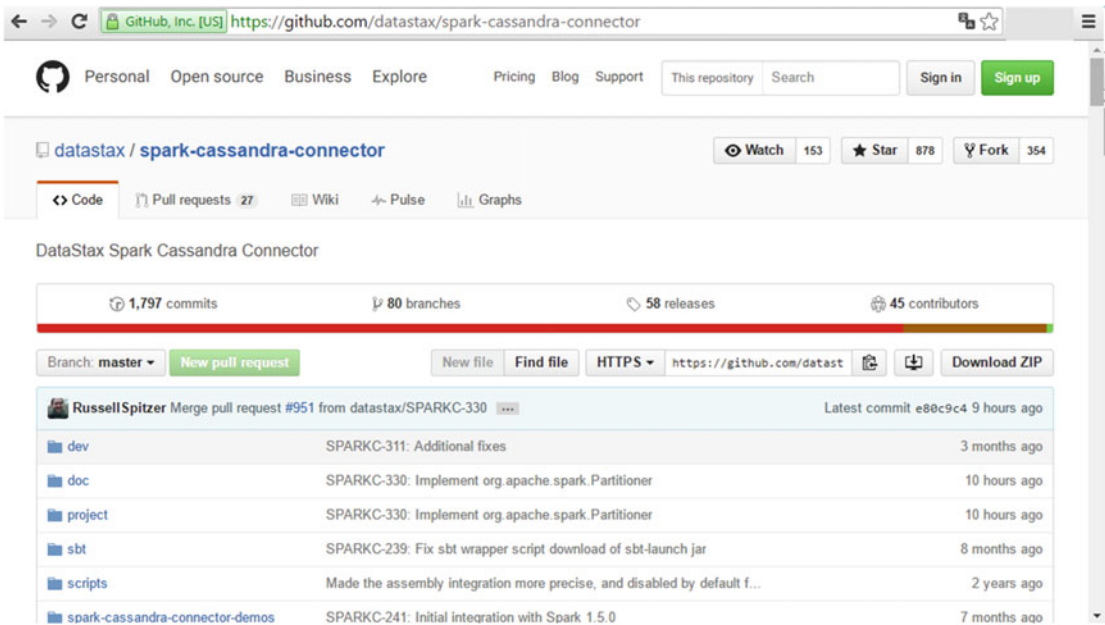 GitHub, Inc. [US] https://github.com/datastax/spark-cassandra-connector
Personal Open source Business Explore Pricing Blog Support This repository Search Sign in Sign up
datastax / spark-cassandra-connector Watch 153 Star 878 Fork 354
Code Pull requests 27 Wiki Pulse Graphs
DataStax Spark Cassandra Connector
1,797 commits 80 branches 58 releases 45 contributors
Branch: master New pull request New file Find file HTTPS https://github.com/datast Download ZIP
RussellSpitzer Merge pull request #951 from datastax/SPARKC-330 ... Latest commit e80c9c4 9 hours ago
dev SPARKC-311: Additional fixes 3 months ago
doc SPARKC-330: Implement org.apache.spark.Partitioner 10 hours ago
project SPARKC-330: Implement org.apache.spark.Partitioner 10 hours ago
sbt SPARKC-239: Fix sbt wrapper script download of sbt-launch jar 8 months ago
scripts Made the assembly integration more precise, and disabled by default f... 2 years ago
spark-cassandra-connector-demos SPARKC-241: Initial integration with Spark 1.5.0 7 months ago